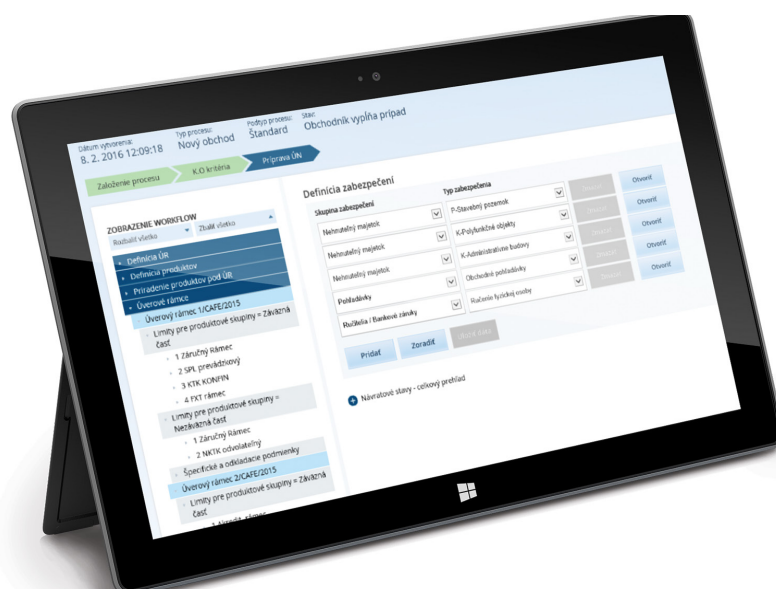 Dátum vytvorenia:
8. 2. 2016 12:09:18
Typ procesu:
Nový obchod
Podtyp procesu:
Štandard
Stav:
Obchodník vypĺňa prípad
Založenie procesu
K.O kritéria
Príprava ÚN
ZOBRAZENIE WORKFLOW
Rozbaliť všetko
Zbaliť všetko
Definícia ÚR
Definícia produktov
Priradenie produktov pod ÚR
Úverové rámce
Úverový rámec 1/CAFE/2015
Limity pre produktové skupiny = Záväzná
časť
1 Záručný Rámec
2 SPL prevádzkový
3 KTK KONFIN
4 FXT rámec
Limity pre produktové skupiny =
Nezáväzná časť
1 Záručný Rámec
2 NKTK odvolateľný
Špecifické a odkladacie podmienky
Úverový rámec 2/CAFE/2015
Limity pre produktové skupiny = Záväzná
časť
rámec
Definícia zabezpečení
Skupina zabezpečení
Typ zabezpečenia
Nehnuteľný majetok
P-Stavebný pozemok
Otvoriť
Nehnuteľný majetok
K-Polyfunkčné objekty
Otvoriť
Nehnuteľný majetok
K-Administratívne budovy
Otvoriť
Pohľadávky
Obchodné pohľadávky
Otvoriť
Ručitelia / Bankové záruky
Ručenie fyzickej osoby
Otvoriť
Pridať
Zoradiť
Návratové stavy - celkový prehľad